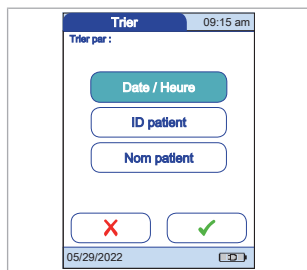 Trier 09:15 am
Trier par :
Date / Heure
ID patient
Nom patient
05/29/2022